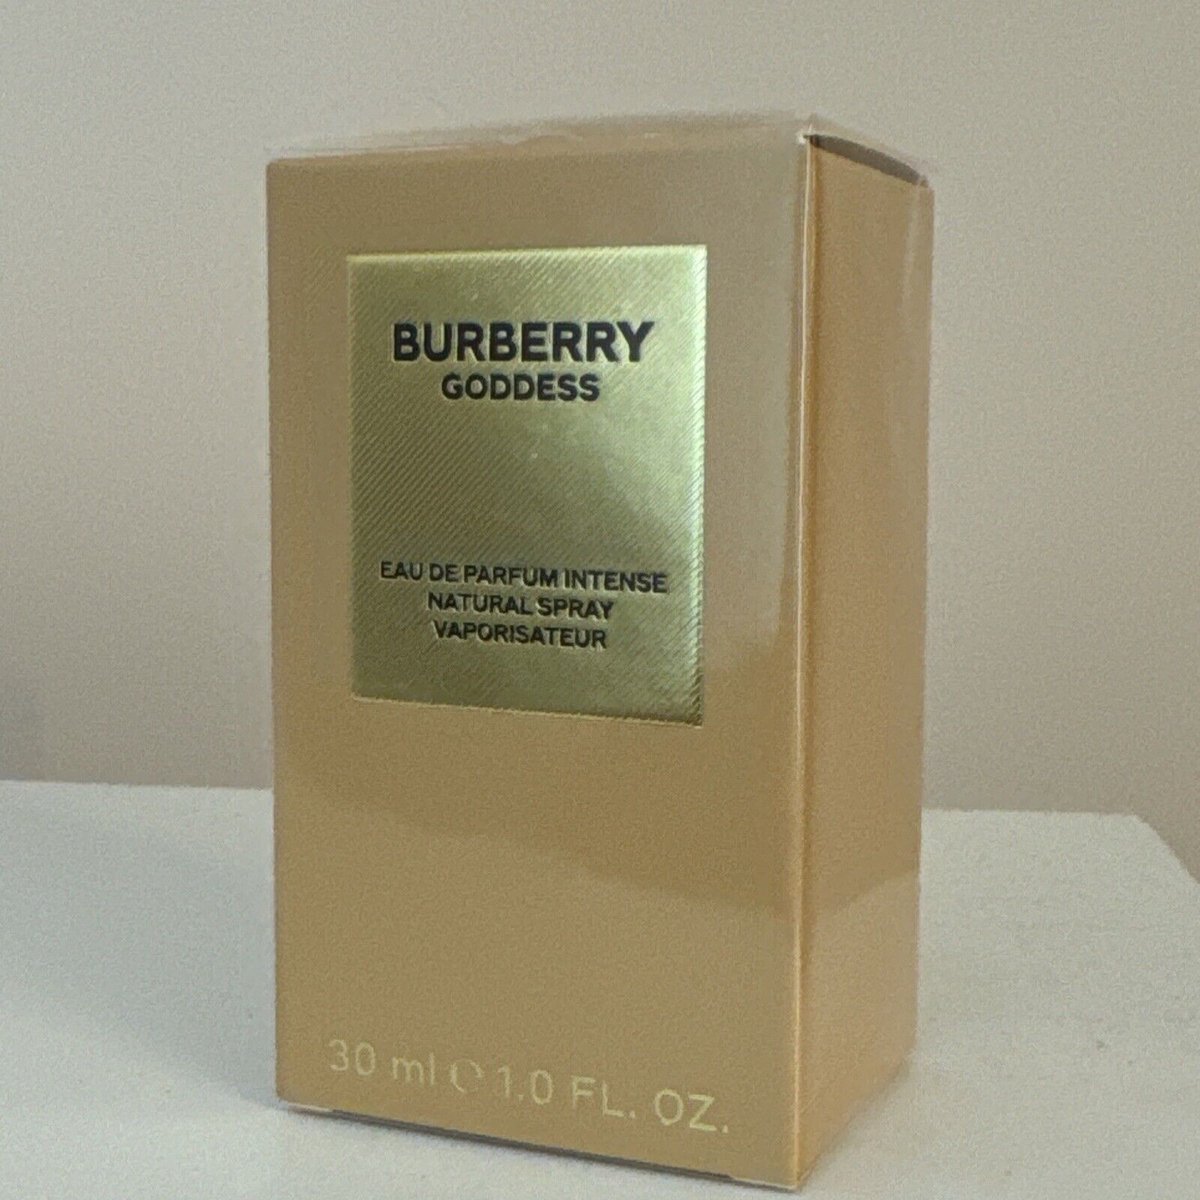 BURBERRY
GODDESS
EAU DE PARFUM INTENSE
NATURAL SPRAY
VAPORISATEUR
30 ml ℮ 1.0 FL. OZ.